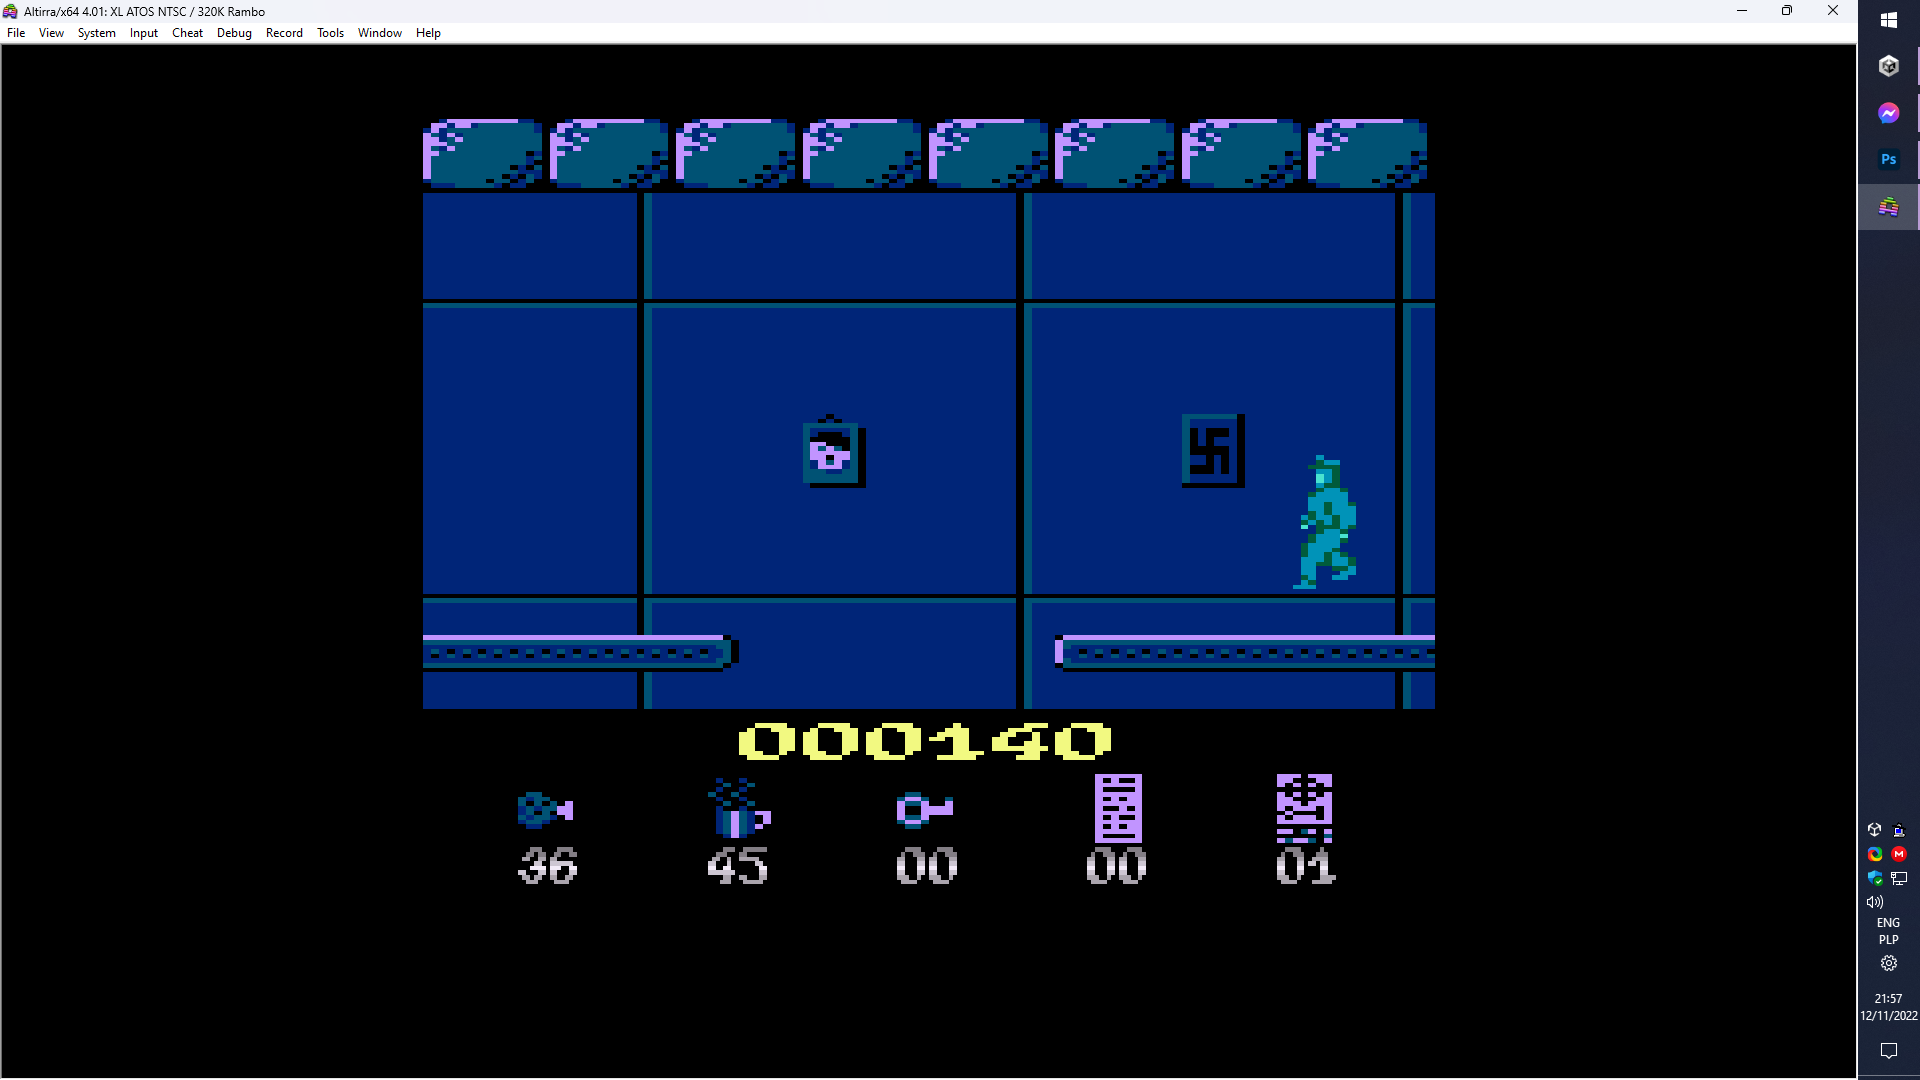 Altirra/x64 4.01: XL ATOS NTSC / 320K Rambo
File View System Input Cheat Debug Record Tools Window Help
Ps
000140
36 45 00 00 01
M
ENG
PLP
21:57
12/11/2022